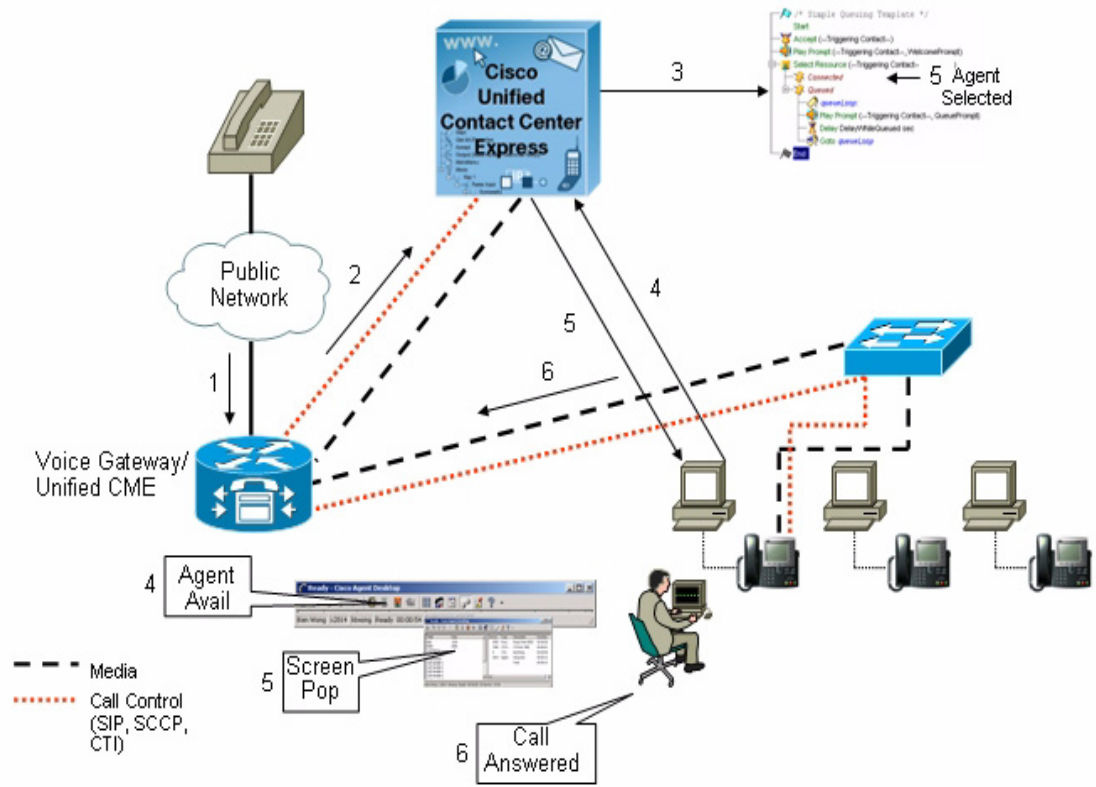 www.
@
Cisco
Unified
Contact Center
Express
3
/* Simple Queuing Template */
Start
Accept (--Triggering Contact--)
Play Prompt (--Triggering Contact--, WelcomePrompt)
Select Resource (--Triggering Contact--
Connected
Queued
queueLoop
Play Prompt (--Triggering Contact--, QueuePrompt)
Delay DelayWhileQueued sec
Goto queueLoop
End
5 Agent
Selected
Public
Network
2
1
4
5
6
Voice Gateway/
Unified CME
4
Agent
Avail
Ready - Cisco Agent Desktop
5
Screen
Pop
6
Call
Answered
Media
Call Control
(SIP, SCCP,
CTI)